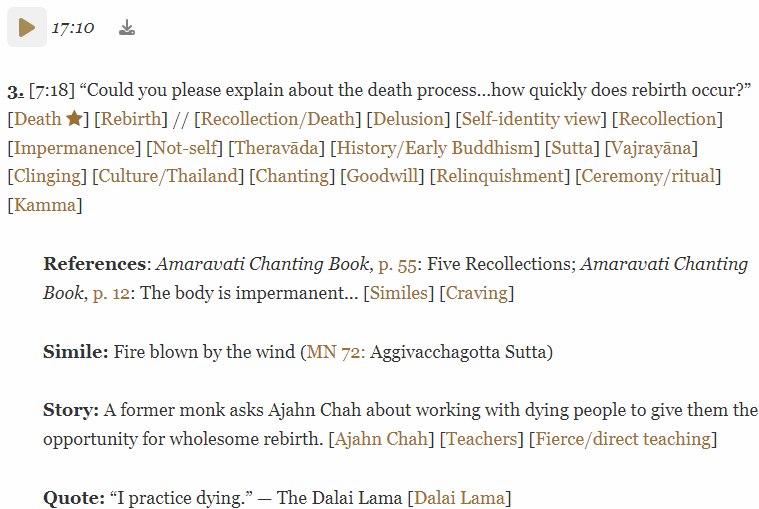 17:10
3. [7:18] “Could you please explain about the death process…how quickly does rebirth occur?”
[Death ★] [Rebirth] // [Recollection/Death] [Delusion] [Self-identity view] [Recollection]
[Impermanence] [Not-self] [Theravāda] [History/Early Buddhism] [Sutta] [Vajrayāna]
[Clinging] [Culture/Thailand] [Chanting] [Goodwill] [Relinquishment] [Ceremony/ritual]
[Kamma]
References: Amaravati Chanting Book, p. 55: Five Recollections; Amaravati Chanting
Book, p. 12: The body is impermanent... [Similes] [Craving]
Simile: Fire blown by the wind (MN 72: Aggivacchagotta Sutta)
Story: A former monk asks Ajahn Chah about working with dying people to give them the
opportunity for wholesome rebirth. [Ajahn Chah] [Teachers] [Fierce/direct teaching]
Quote: “I practice dying.” — The Dalai Lama [Dalai Lama]